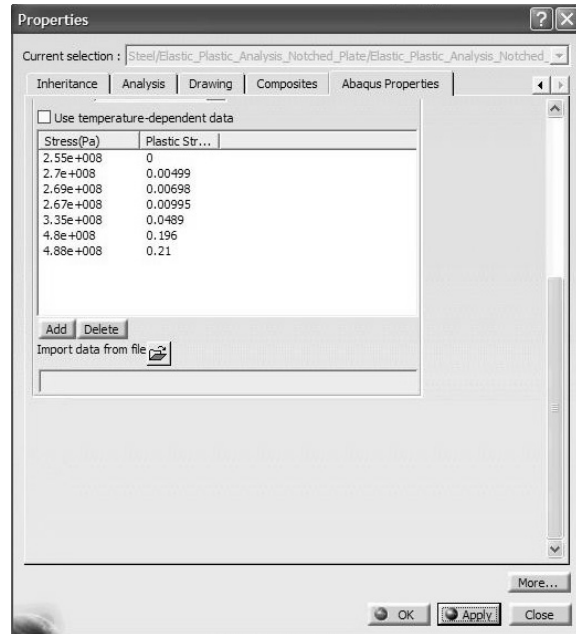 Properties
Current selection : Steel/Elastic_Plastic_Analysis_Notched_Plate/Elastic_Plastic_Analysis_Notched_
Inheritance Analysis Drawing Composites Abaqus Properties
Use temperature-dependent data
Stress(Pa) Plastic Str...
2.55e+008 0
2.7e+008 0.00499
2.69e+008 0.00698
2.67e+008 0.00995
3.35e+008 0.0489
4.8e+008 0.196
4.88e+008 0.21
Add Delete
Import data from file
More...
OK Apply Close